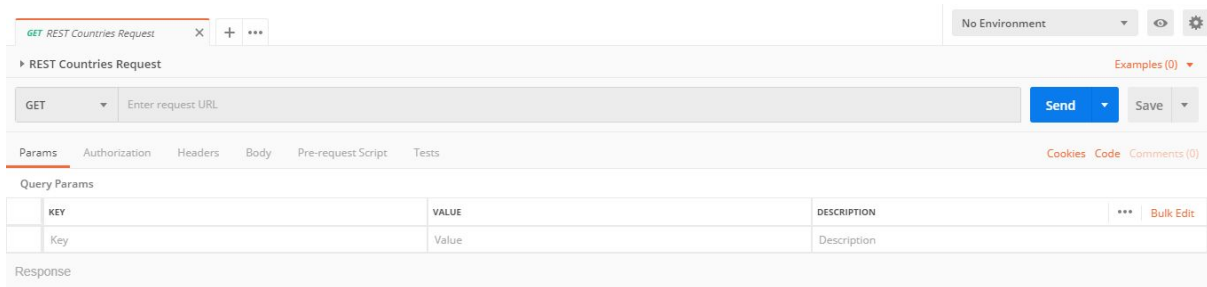 GET REST Countries Request
No Environment
REST Countries Request
Examples (0)
GET
Enter request URL
Send
Save
Params Authorization Headers Body Pre-request Script Tests
Cookies Code Comments (0)
Query Params
KEY VALUE DESCRIPTION
Bulk Edit
Key Value Description
Response